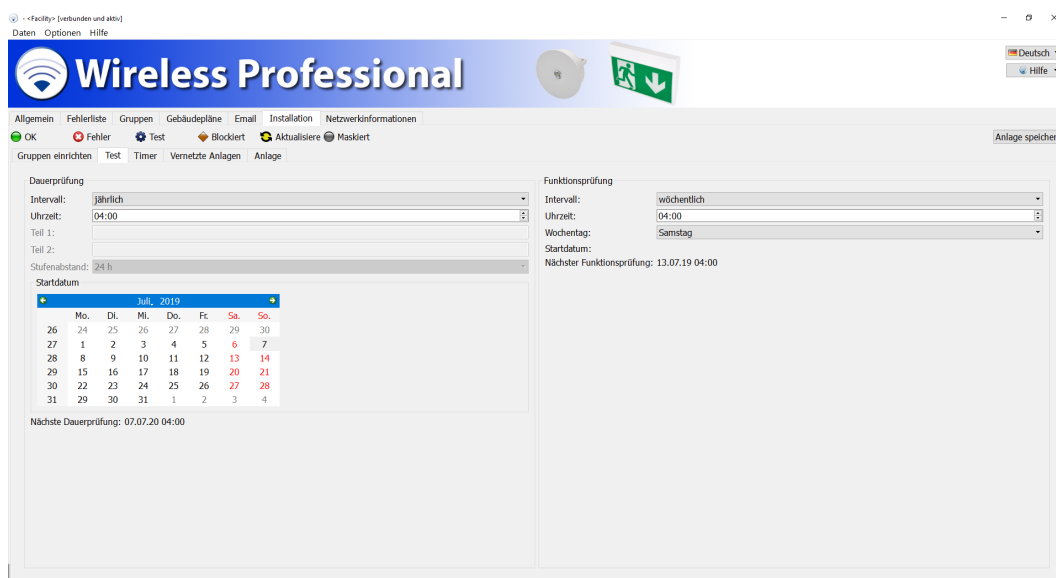 - <Facility> [verbunden und aktiv]
Daten Optionen Hilfe
Wireless Professional
Deutsch
Hilfe
Allgemein Fehlerliste Gruppen Gebäudepläne Email Installation Netzwerkinformationen
OK Fehler Test Blockiert Aktualisiere Maskiert
Anlage speicher
Gruppen einrichten Test Timer Vernetzte Anlagen Anlage
Dauerprüfung
Intervall: jährlich
Uhrzeit: 04:00
Teil 1:
Teil 2:
Stufenabstand: 24 h
Startdatum
Juli, 2019
Mo. Di. Mi. Do. Fr. Sa. So.
26 24 25 26 27 28 29 30
27 1 2 3 4 5 6 7
28 8 9 10 11 12 13 14
29 15 16 17 18 19 20 21
30 22 23 24 25 26 27 28
31 29 30 31 1 2 3 4
Nächste Dauerprüfung: 07.07.20 04:00
Funktionsprüfung
Intervall: wöchentlich
Uhrzeit: 04:00
Wochentag: Samstag
Startdatum:
Nächster Funktionsprüfung: 13.07.19 04:00